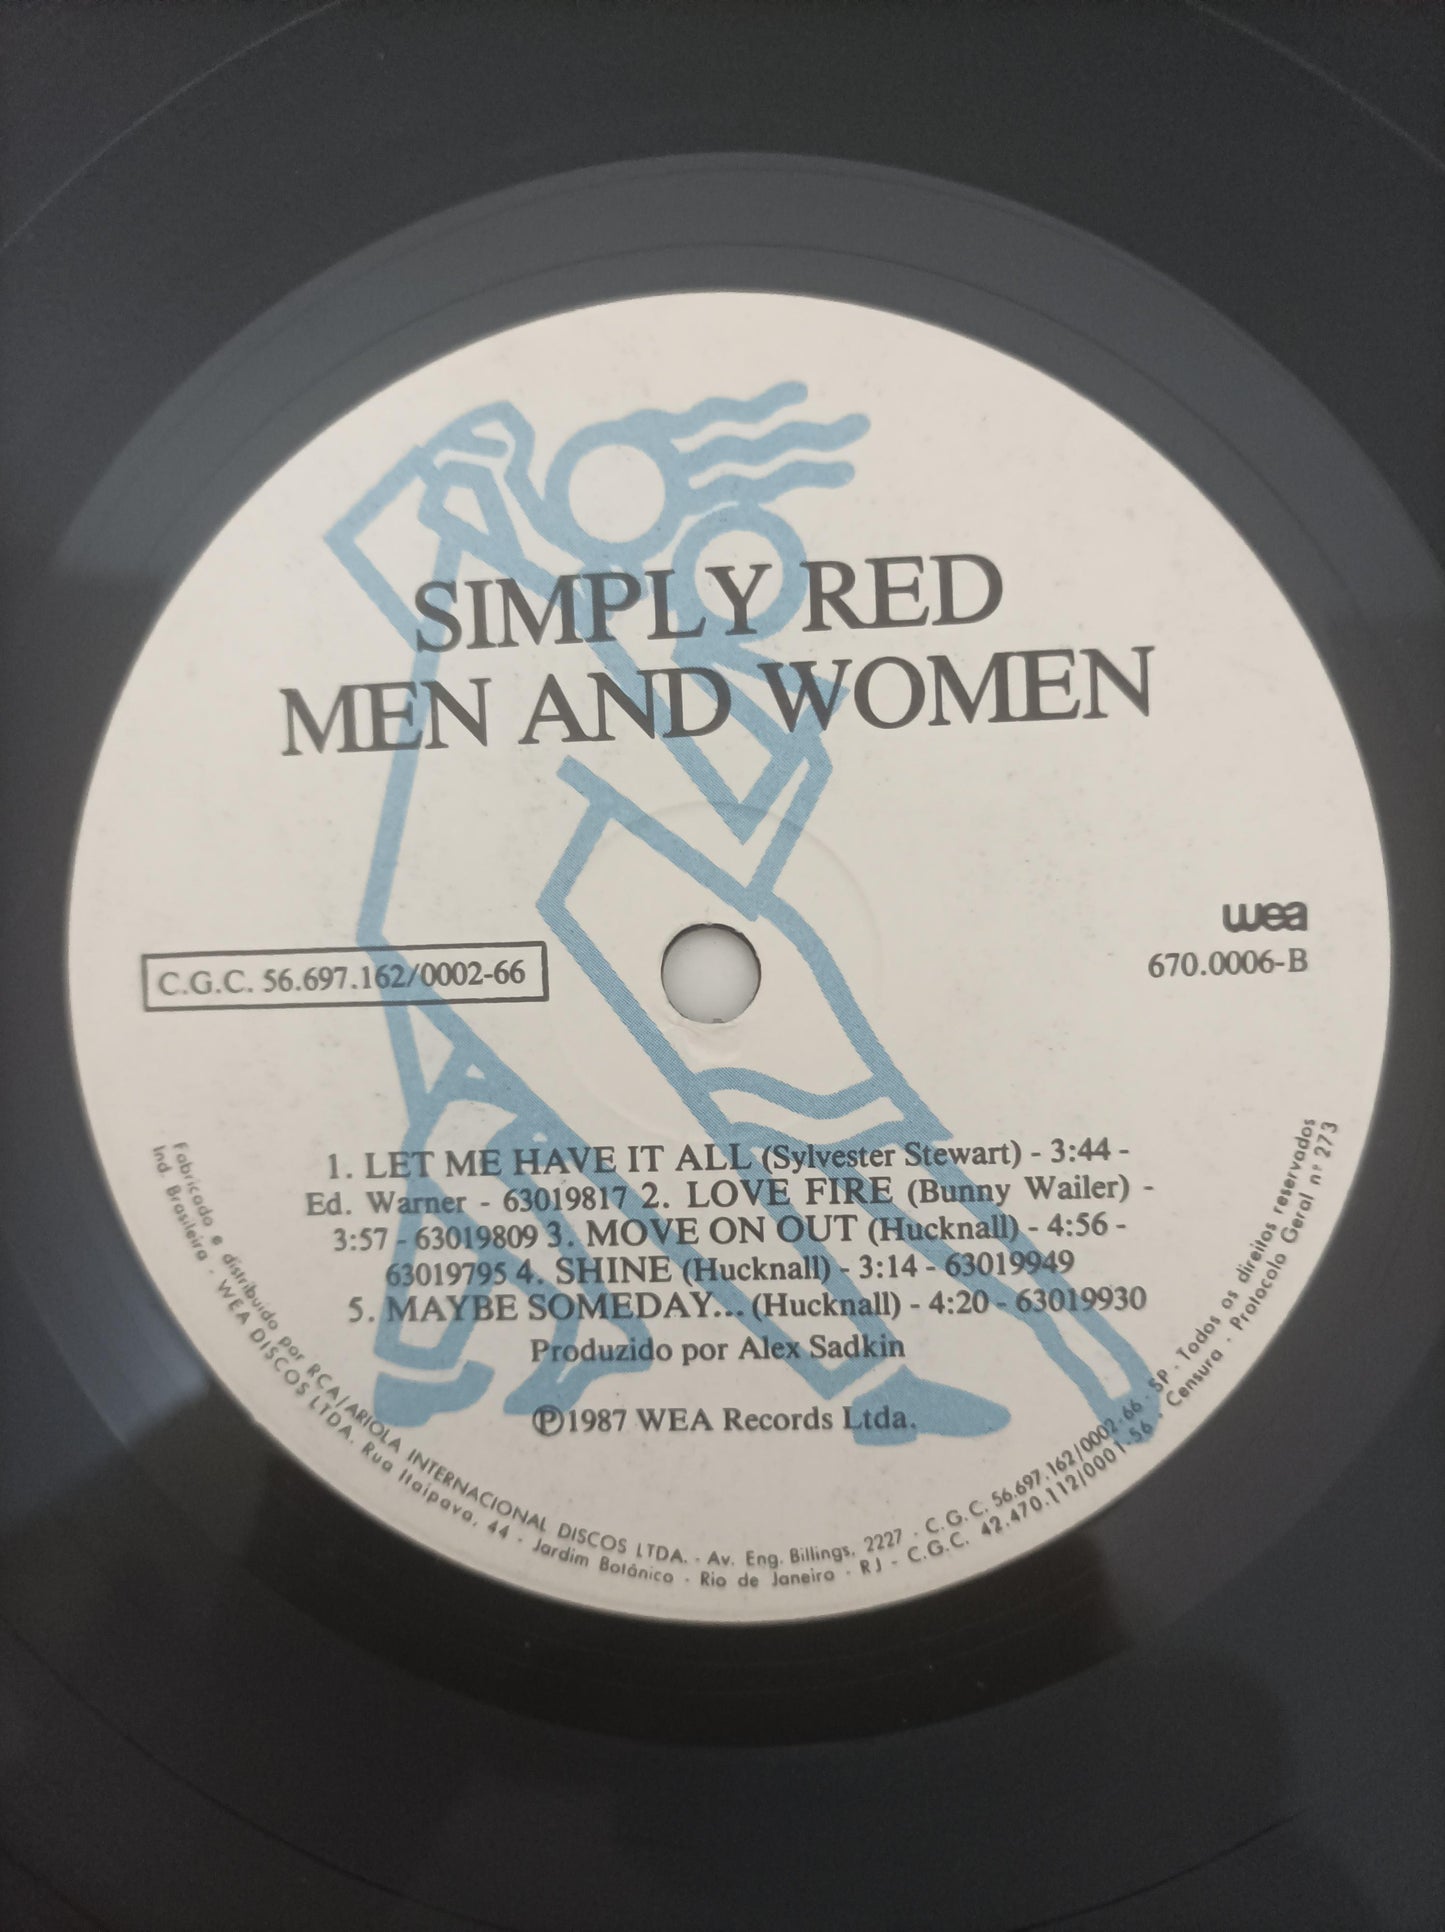 SIMPLY RED
MEN AND WOMEN
wea
C.G.C. 56.697.162/0002-66
670.0006-B
1. LET ME HAVE IT ALL (Sylvester Stewart) - 3:44 -
Ed. Warner - 63019817 2. LOVE FIRE (Bunny Wailer) -
3:57 - 63019809 3. MOVE ON OUT (Hucknall) - 4:56 -
63019795 4. SHINE (Hucknall) - 3:14 - 63019949
5. MAYBE SOMEDAY... (Hucknall) - 4:20 - 63019930
Produzido por Alex Sadkin
℗1987 WEA Records Ltda.
Fabricado e distribuído por RCA/ARIOLA INTERNACIONAL DISCOS LTDA. - Av. Eng. Billings, 2227 - C.G.C. 56.697.162/0002-66 - SP - Todos os direitos reservados
Ind. Brasileira - WEA DISCOS LTDA. Rua Itaipava, 44 - Jardim Botânico - Rio de Janeiro - RJ - C.G.C. 42.470.112/0001-56 - Censura - Protocolo Geral nº 273